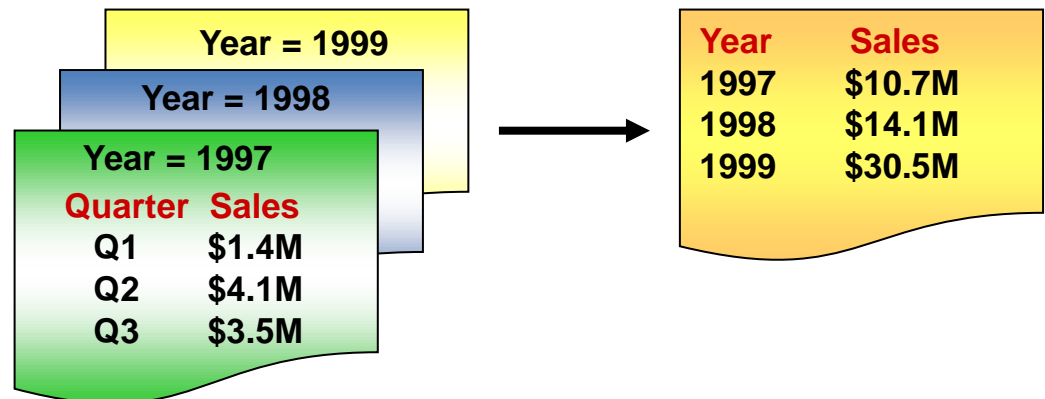 Year = 1999
Year = 1998
Year = 1997
Quarter Sales
Q1 $1.4M
Q2 $4.1M
Q3 $3.5M
Year Sales
1997 $10.7M
1998 $14.1M
1999 $30.5M